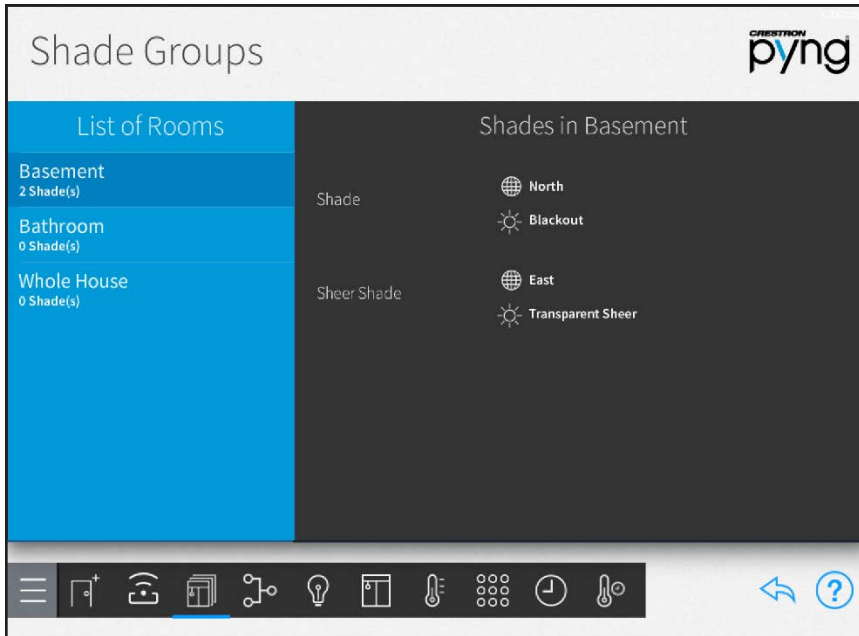 Shade Groups
CRESTRON
pyng
List of Rooms
Basement
2 Shade(s)
Bathroom
0 Shade(s)
Whole House
0 Shade(s)
Shades in Basement
Shade
North
Blackout
Sheer Shade
East
Transparent Sheer
?